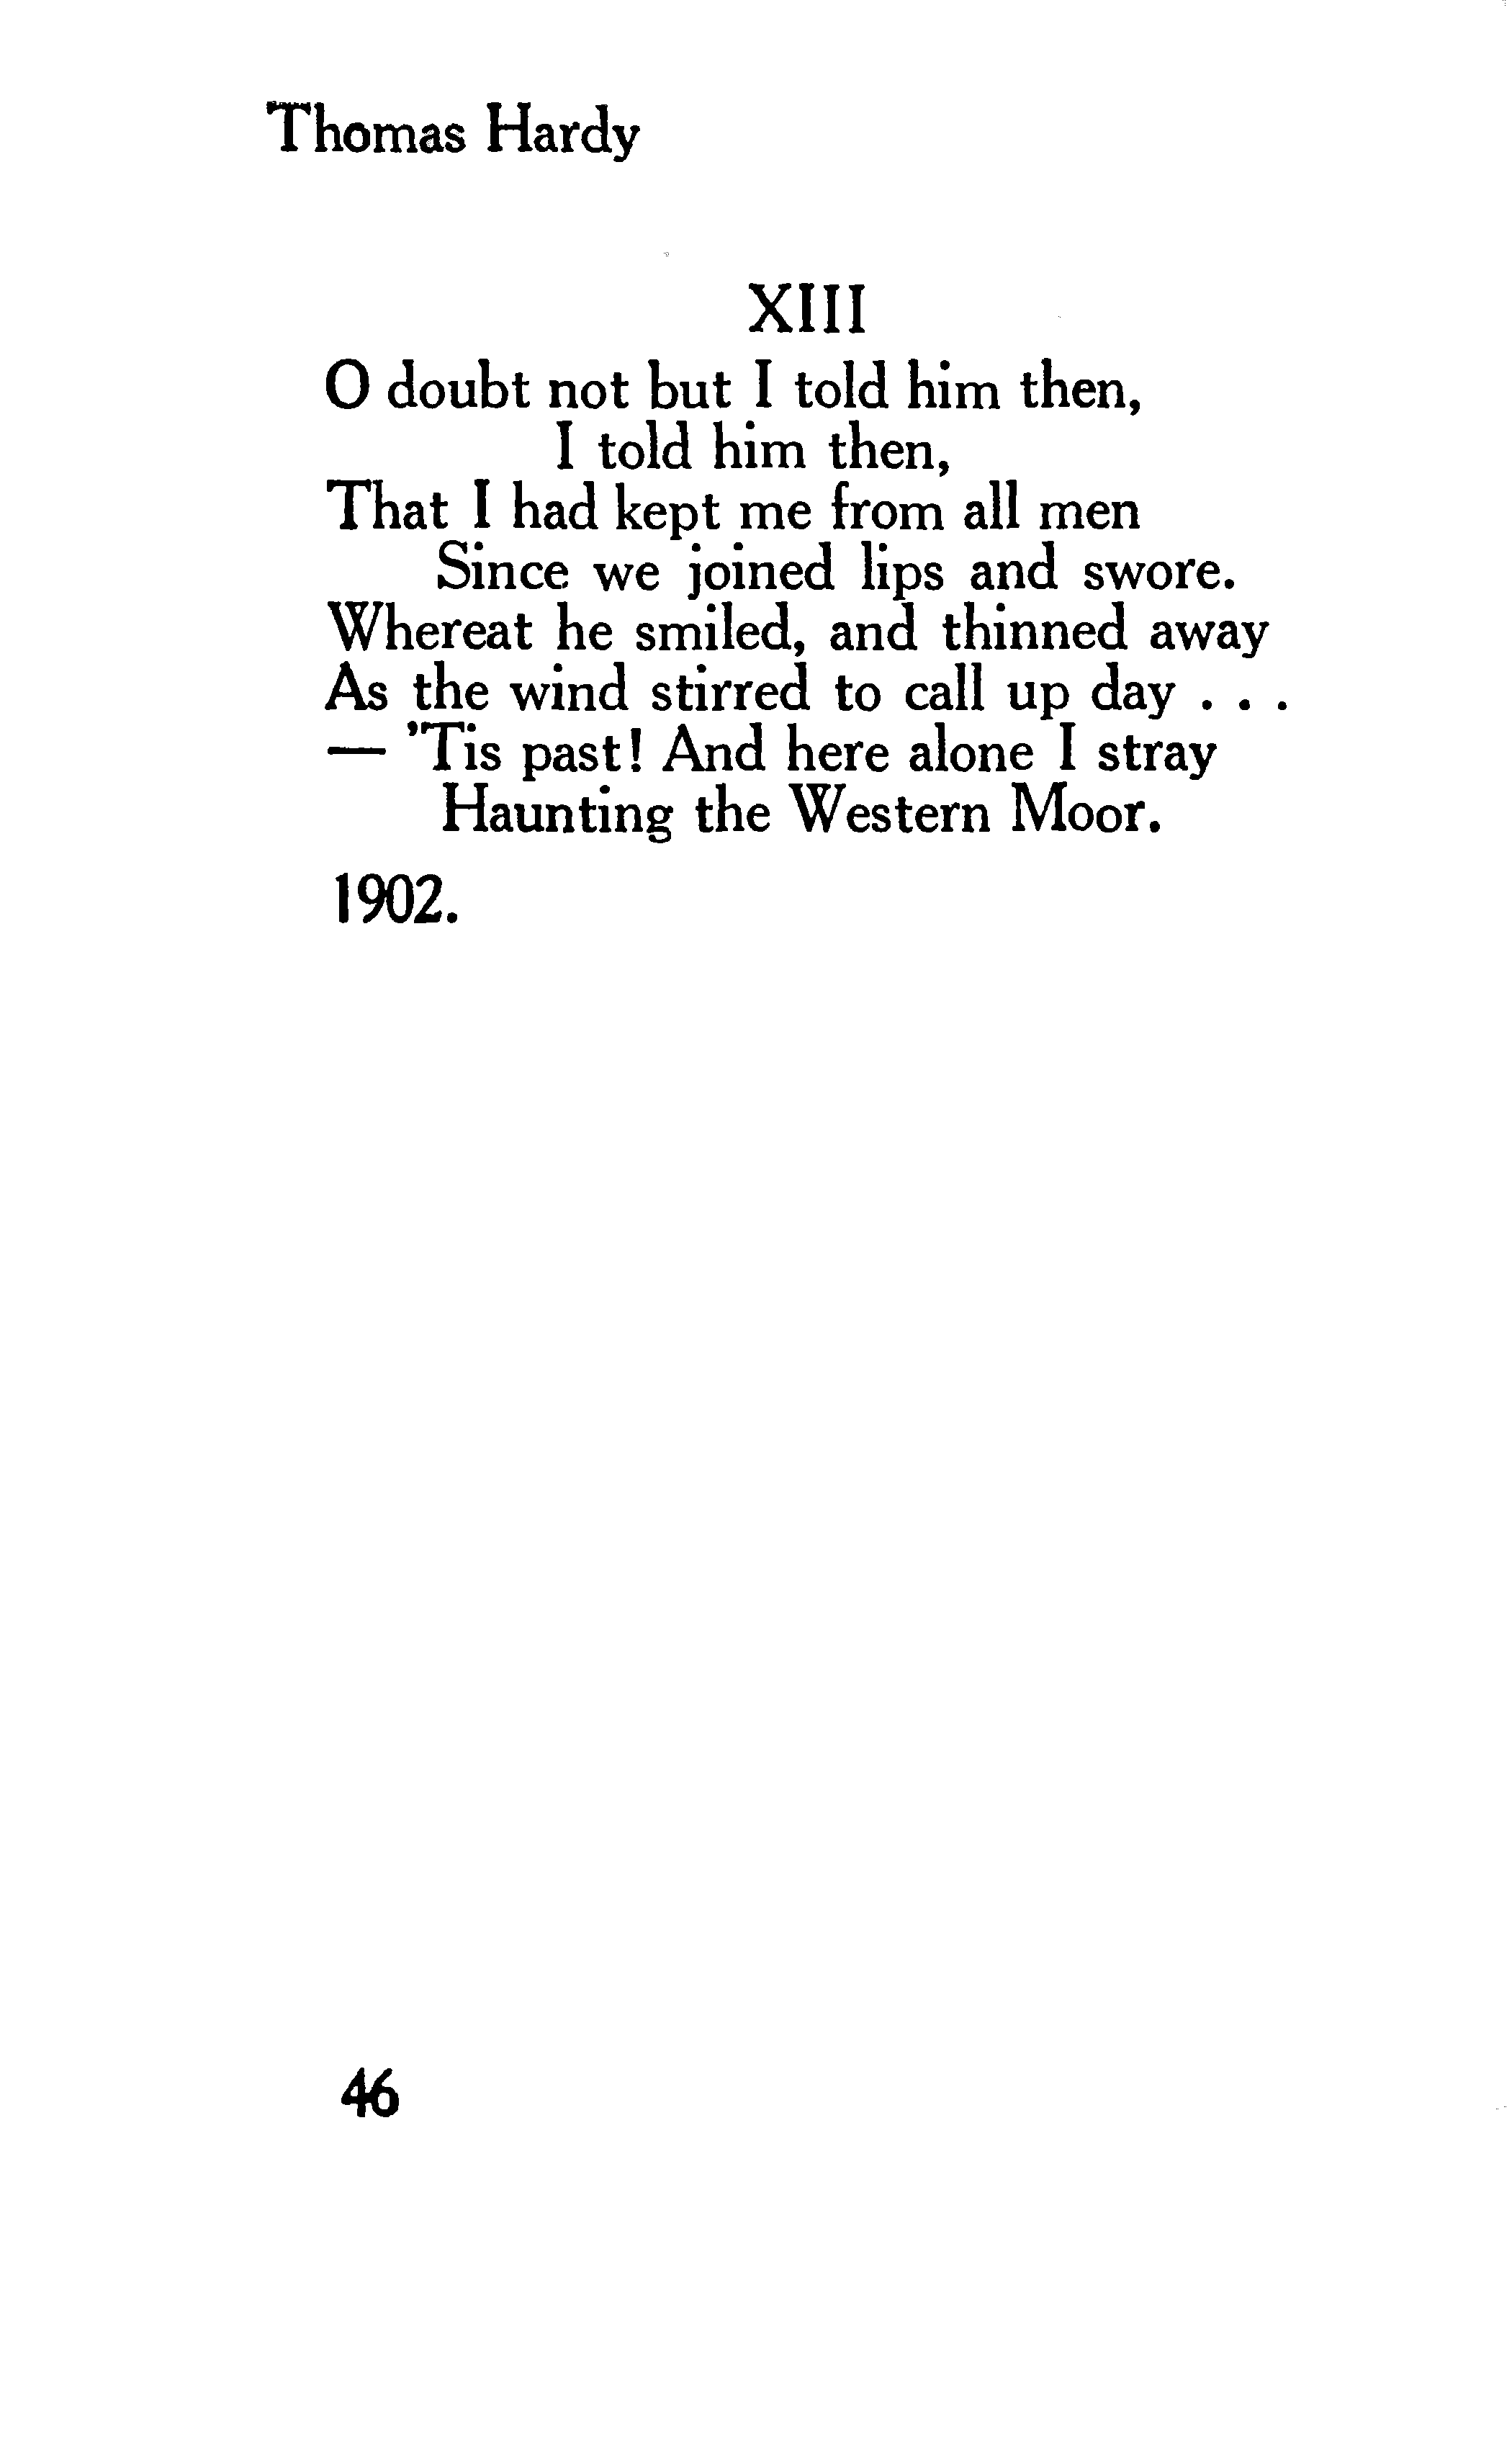 Thomas Hardy
XIII
O doubt not but I told him then,
I told him then,
That I had kept me from all men
Since we joined lips and swore.
Whereat he smiled, and thinned away
As the wind stirred to call up day . . .
— 'Tis past! And here alone I stray
Haunting the Western Moor.
1902.
46